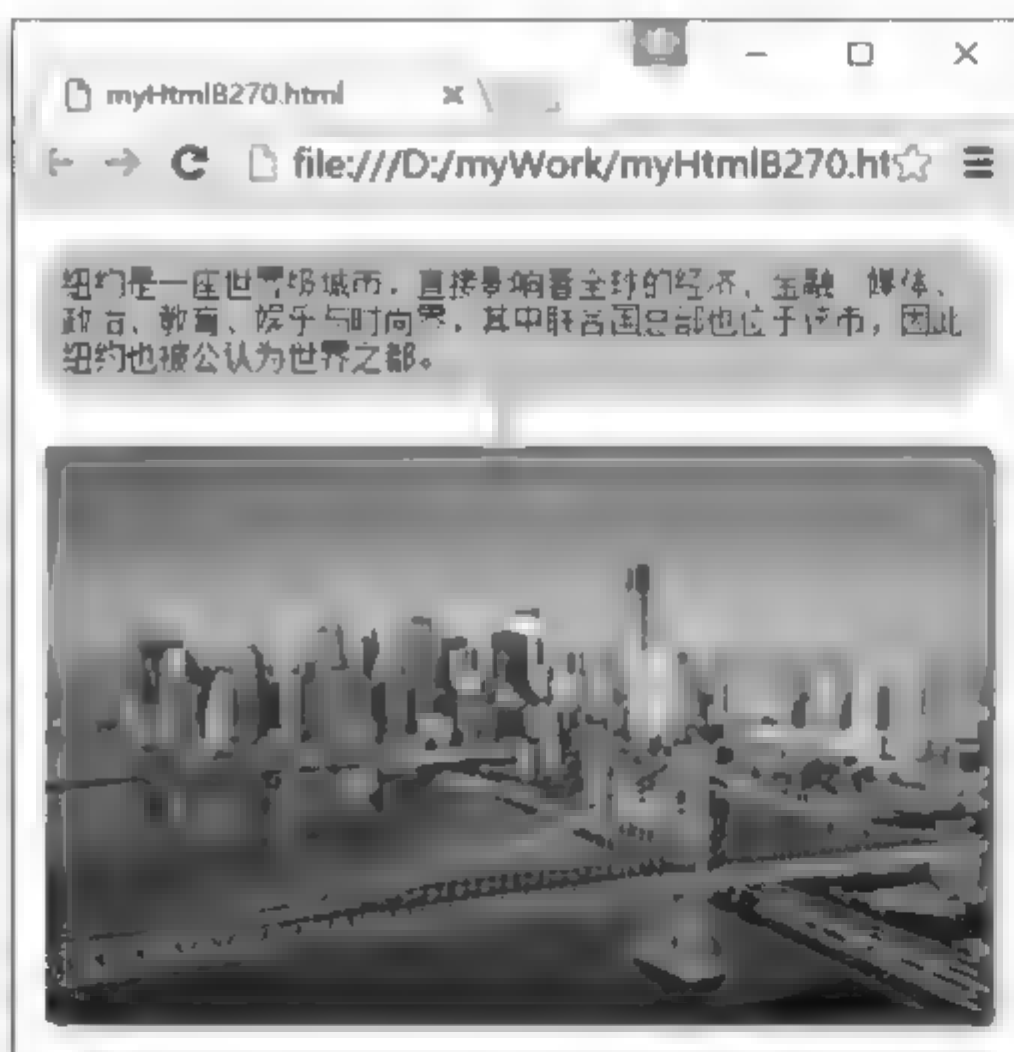 myHtmlB270.html
file:///D:/myWork/myHtmlB270.ht
纽约是一座世界级城市，直接影响着全球的经济、金融、媒体、
政治、教育、娱乐与时尚界，其中联合国总部也位于该市，因此
纽约也被公认为世界之都。